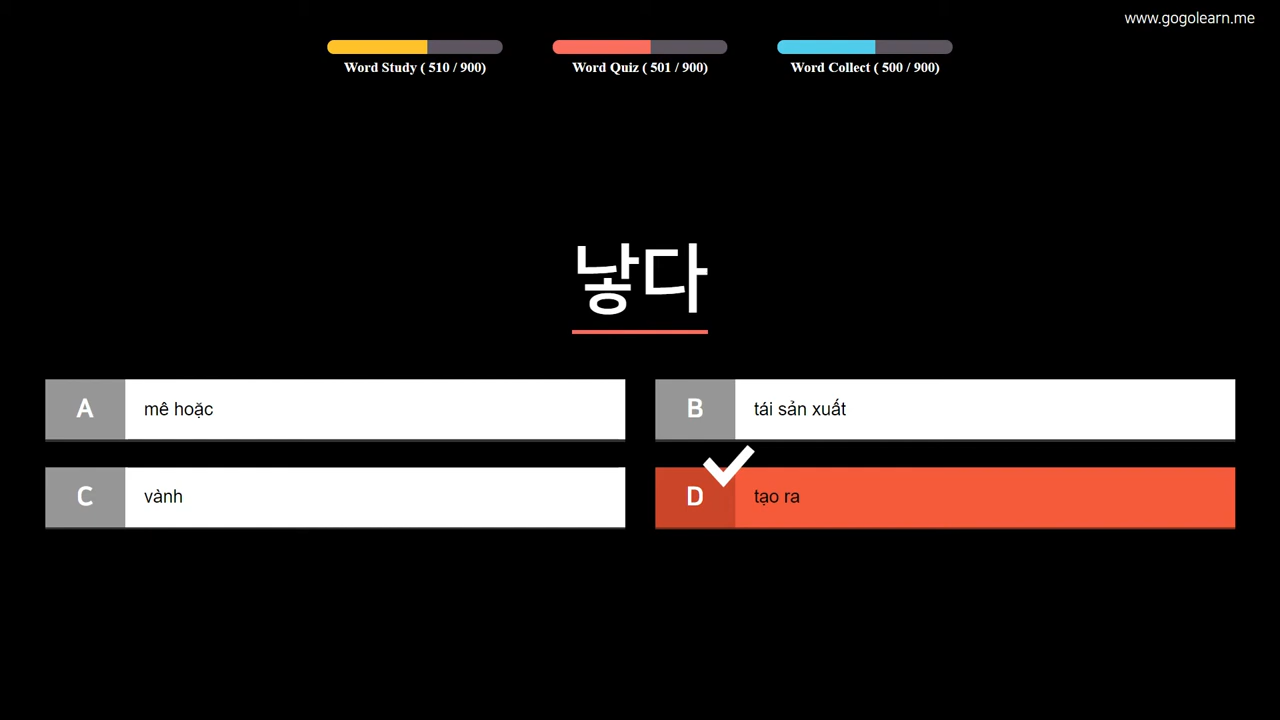 www.gogolearn.me
Word Study ( 510 / 900)
Word Quiz ( 501 / 900)
Word Collect ( 500 / 900)
낳다
A mê hoặc
B tái sản xuất
C vành
D tạo ra